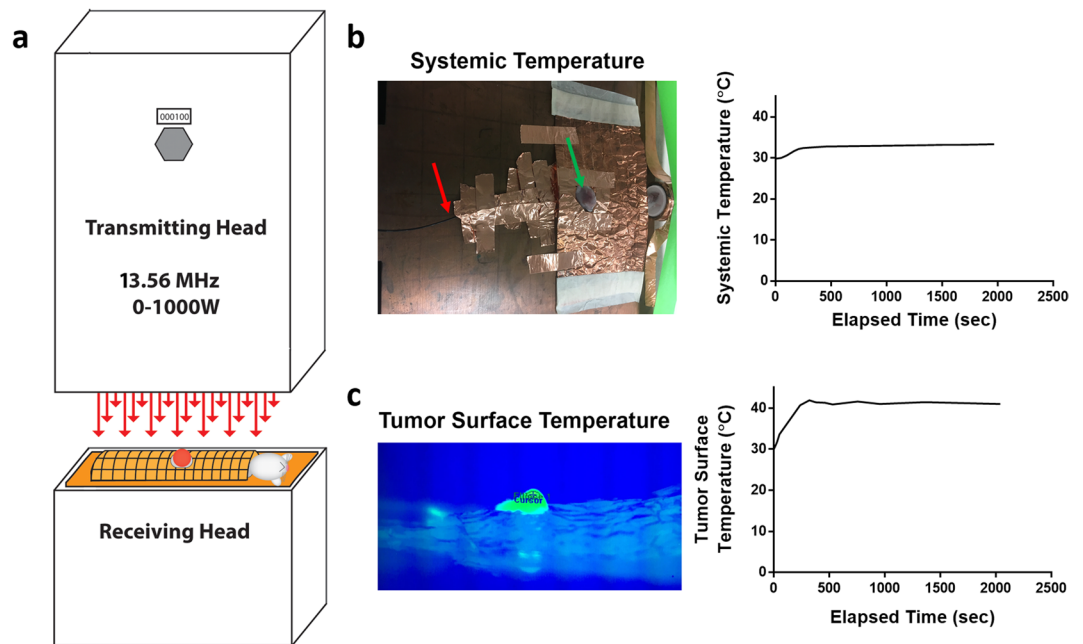 a
000100
Transmitting Head
13.56 MHz
0-1000W
Receiving Head
b
Systemic Temperature
Systemic Temperature (°C)
40
30
20
10
0
0 500 1000 1500 2000 2500
Elapsed Time (sec)
c
Tumor Surface Temperature
Cursor
Tumor Surface
Temperature (°C)
40
30
20
10
0
0 500 1000 1500 2000 2500
Elapsed Time (sec)